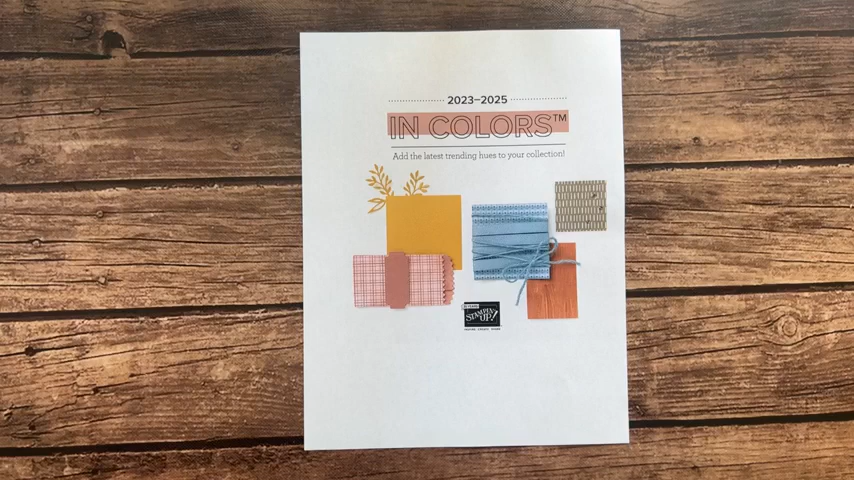 2023–2025
IN COLORS™
Add the latest trending hues to your collection!
STAMPIN'
UP!